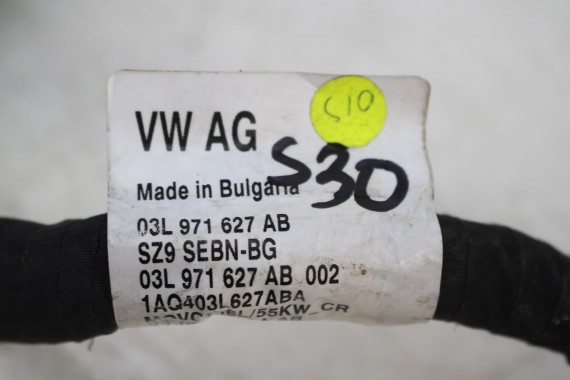 VW AG
S10
S30
Made in Bulgaria
03L 971 627 AB
SZ9 SEBN-BG
03L 971 627 AB 002
1AQ403L627ABA
/55KW_CR